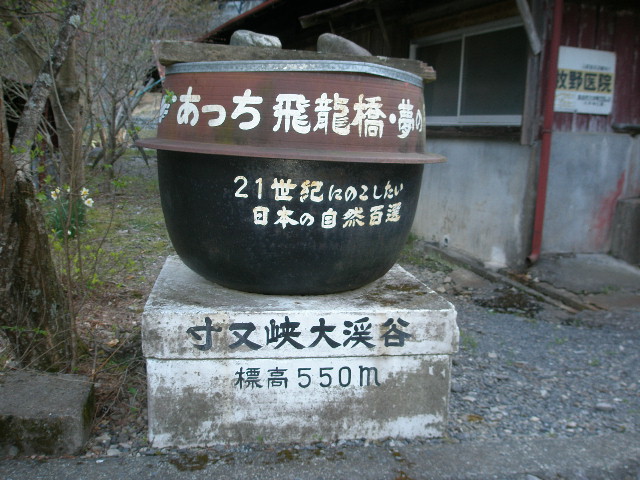 あっち 飛龍橋・夢の
21世紀にのこしたい
日本の自然百選
寸又峡大渓谷
標高550m
牧野医院